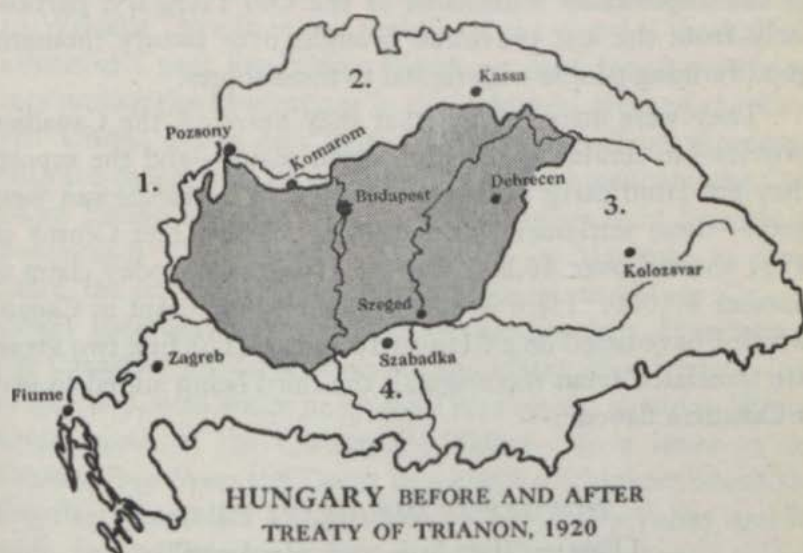 2.
Kassa
Pozsony
Komarom
1.
Budapest
Debrecen
3.
Kolozsvar
Szeged
Szabadka
Zagreb
4.
Fiume
HUNGARY BEFORE AND AFTER
TREATY OF TRIANON, 1920